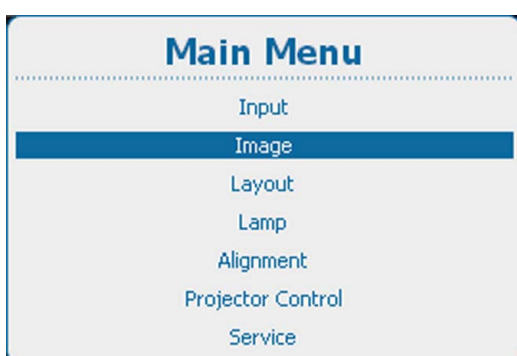 Main Menu
Input
Image
Layout
Lamp
Alignment
Projector Control
Service